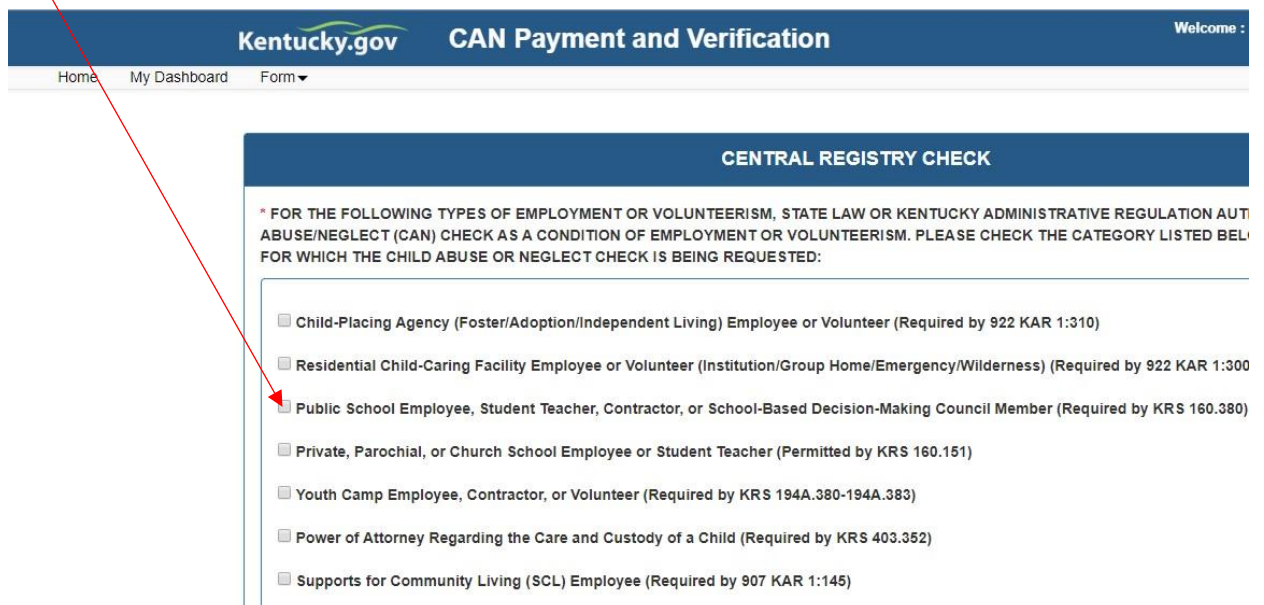 Kentucky.gov CAN Payment and Verification Welcome :
Home My Dashboard Form
CENTRAL REGISTRY CHECK
* FOR THE FOLLOWING TYPES OF EMPLOYMENT OR VOLUNTEERISM, STATE LAW OR KENTUCKY ADMINISTRATIVE REGULATION AUT
ABUSE/NEGLECT (CAN) CHECK AS A CONDITION OF EMPLOYMENT OR VOLUNTEERISM. PLEASE CHECK THE CATEGORY LISTED BEL
FOR WHICH THE CHILD ABUSE OR NEGLECT CHECK IS BEING REQUESTED:
Child-Placing Agency (Foster/Adoption/Independent Living) Employee or Volunteer (Required by 922 KAR 1:310)
Residential Child-Caring Facility Employee or Volunteer (Institution/Group Home/Emergency/Wilderness) (Required by 922 KAR 1:300
Public School Employee, Student Teacher, Contractor, or School-Based Decision-Making Council Member (Required by KRS 160.380)
Private, Parochial, or Church School Employee or Student Teacher (Permitted by KRS 160.151)
Youth Camp Employee, Contractor, or Volunteer (Required by KRS 194A.380-194A.383)
Power of Attorney Regarding the Care and Custody of a Child (Required by KRS 403.352)
Supports for Community Living (SCL) Employee (Required by 907 KAR 1:145)